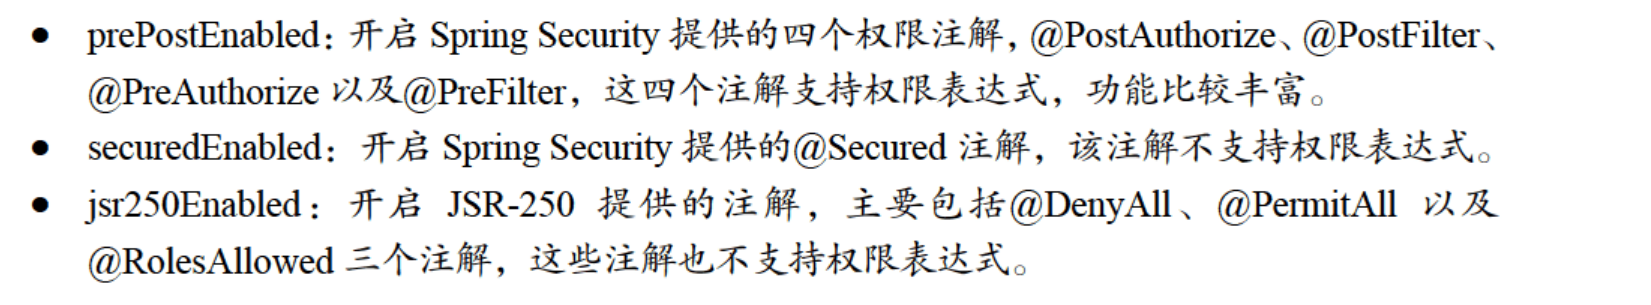 ● prePostEnabled：开启 Spring Security 提供的四个权限注解，@PostAuthorize、@PostFilter、
@PreAuthorize 以及@PreFilter，这四个注解支持权限表达式，功能比较丰富。
● securedEnabled：开启 Spring Security 提供的@Secured 注解，该注解不支持权限表达式。
● jsr250Enabled：开启 JSR-250 提供的注解，主要包括@DenyAll、@PermitAll 以及
@RolesAllowed 三个注解，这些注解也不支持权限表达式。